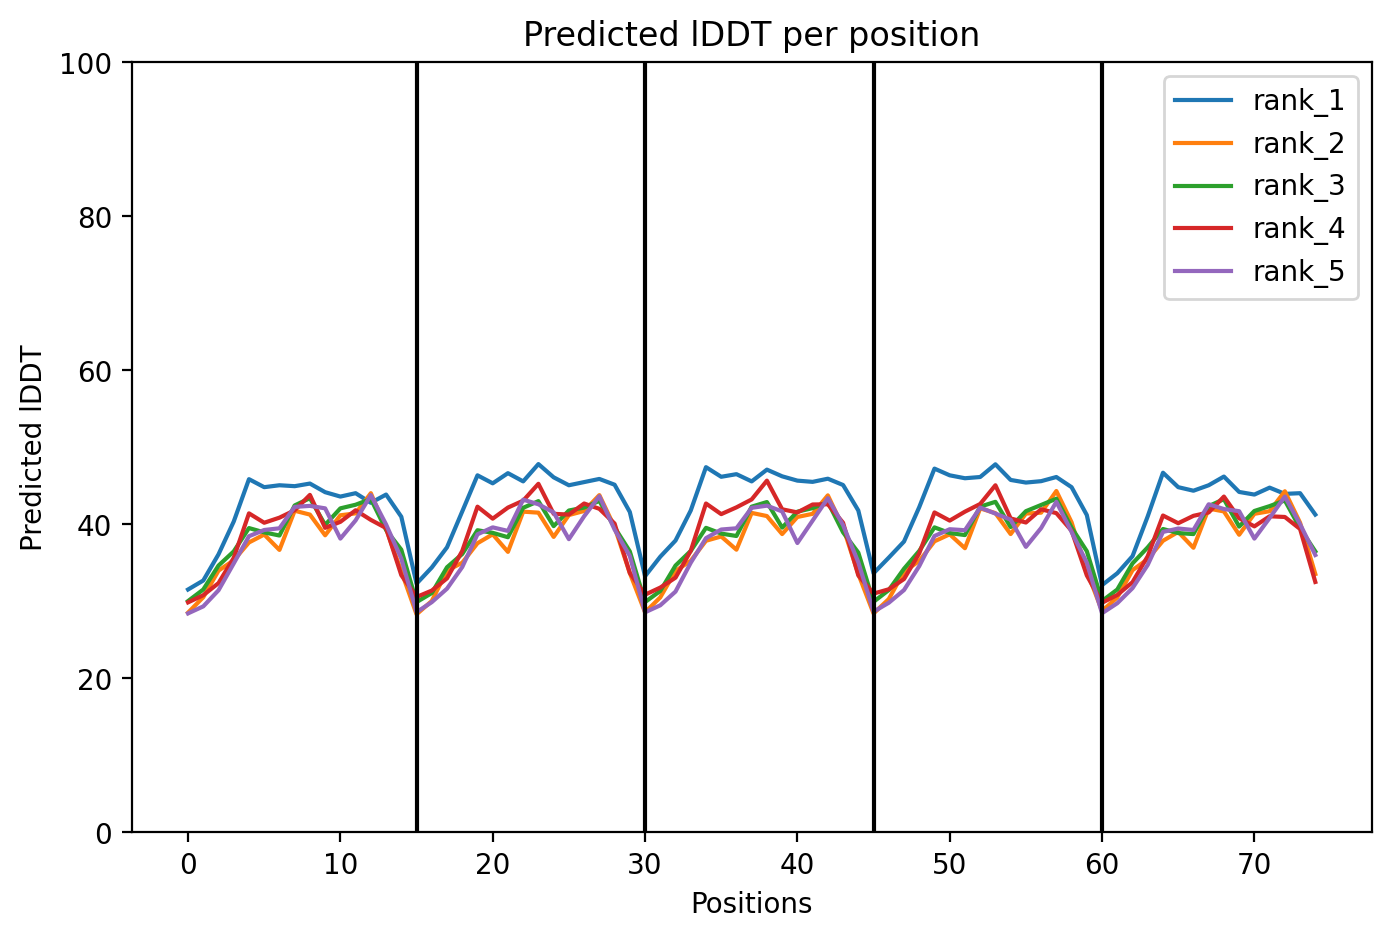 Predicted lDDT per position
100
80
60
40
20
0
Predicted lDDT
rank_1
rank_2
rank_3
rank_4
rank_5
0 10 20 30 40 50 60 70
Positions